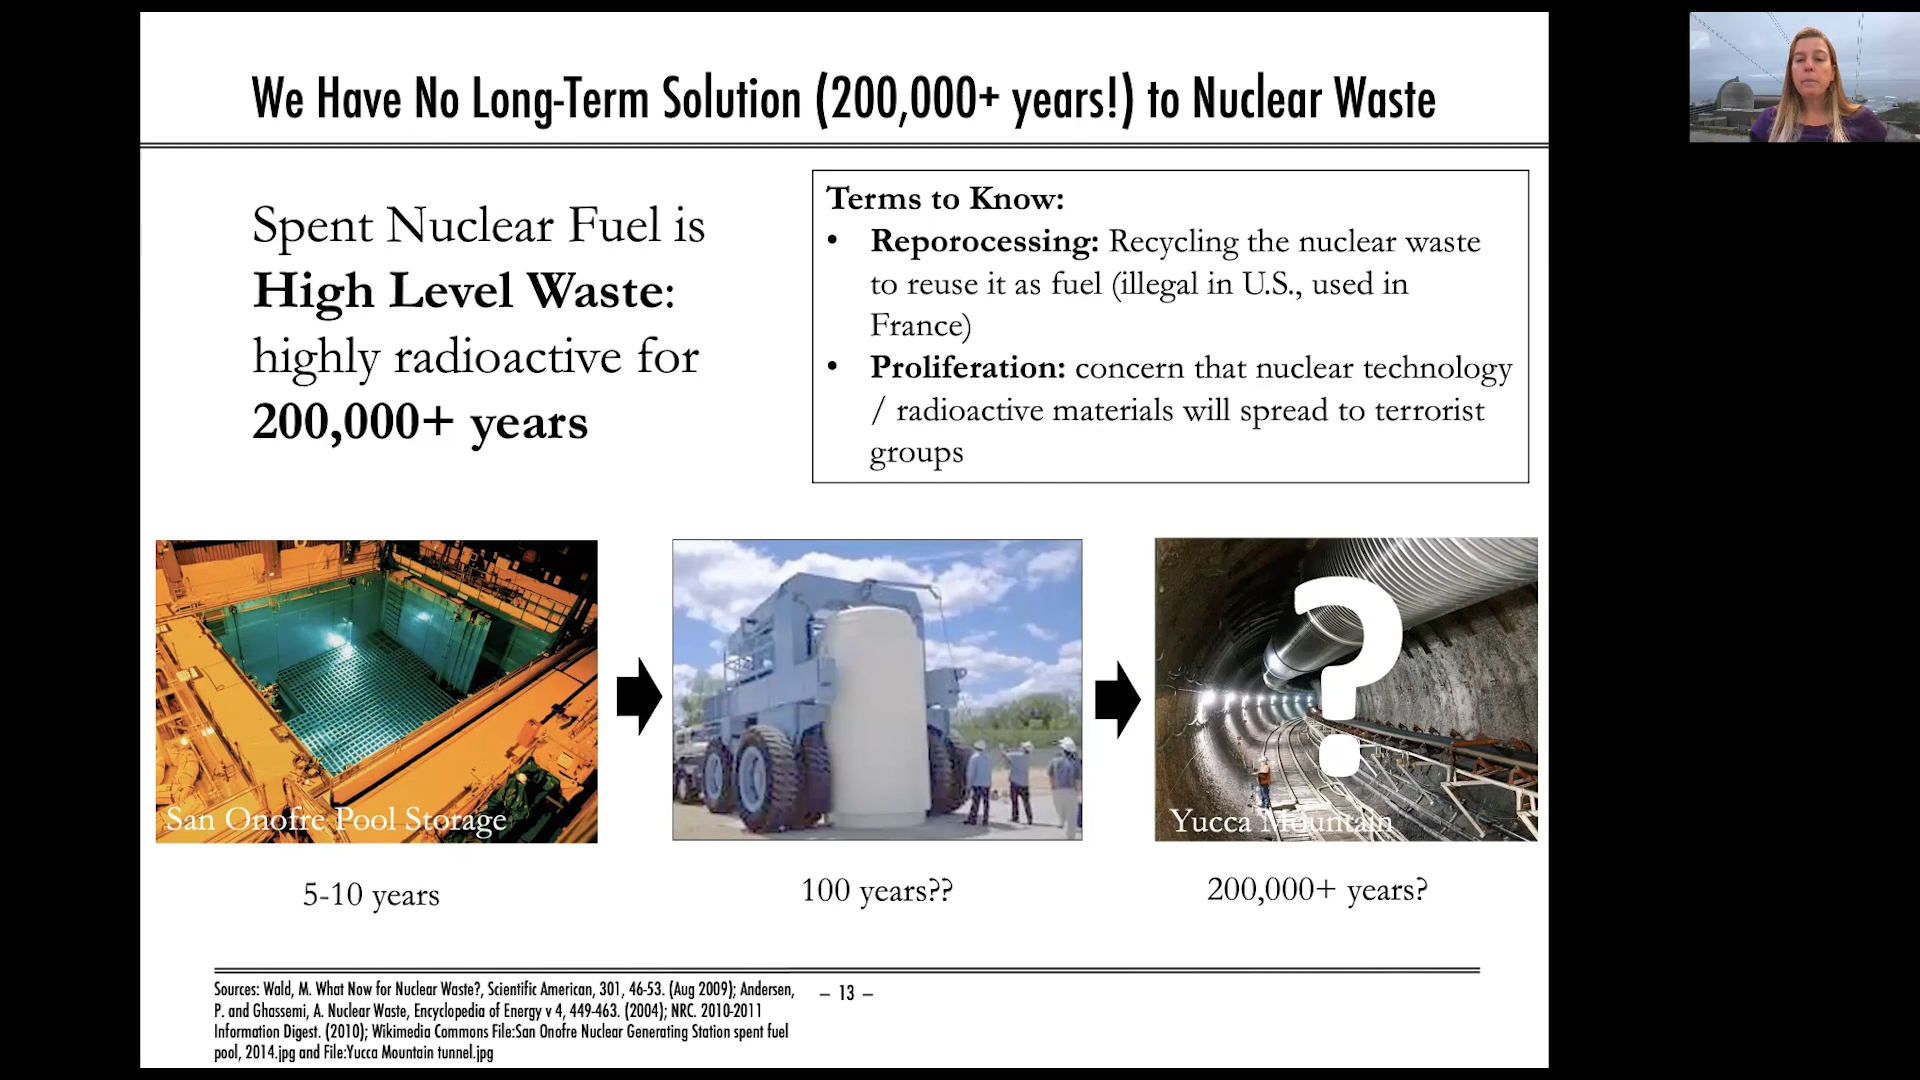 We Have No Long-Term Solution (200,000+ years!) to Nuclear Waste
Spent Nuclear Fuel is
High Level Waste:
highly radioactive for
200,000+ years
Terms to Know:
• Reporocessing: Recycling the nuclear waste
to reuse it as fuel (illegal in U.S., used in
France)
• Proliferation: concern that nuclear technology
/ radioactive materials will spread to terrorist
groups
San Onofre Pool Storage
?
Yucca Mountain
5-10 years
100 years??
200,000+ years?
Sources: Wald, M. What Now for Nuclear Waste?, Scientific American, 301, 46-53. (Aug 2009); Andersen,
P. and Ghassemi, A. Nuclear Waste, Encyclopedia of Energy v 4, 449-463. (2004); NRC. 2010-2011
Information Digest. (2010); Wikimedia Commons File:San Onofre Nuclear Generating Station spent fuel
pool, 2014.jpg and File:Yucca Mountain tunnel.jpg
– 13 –